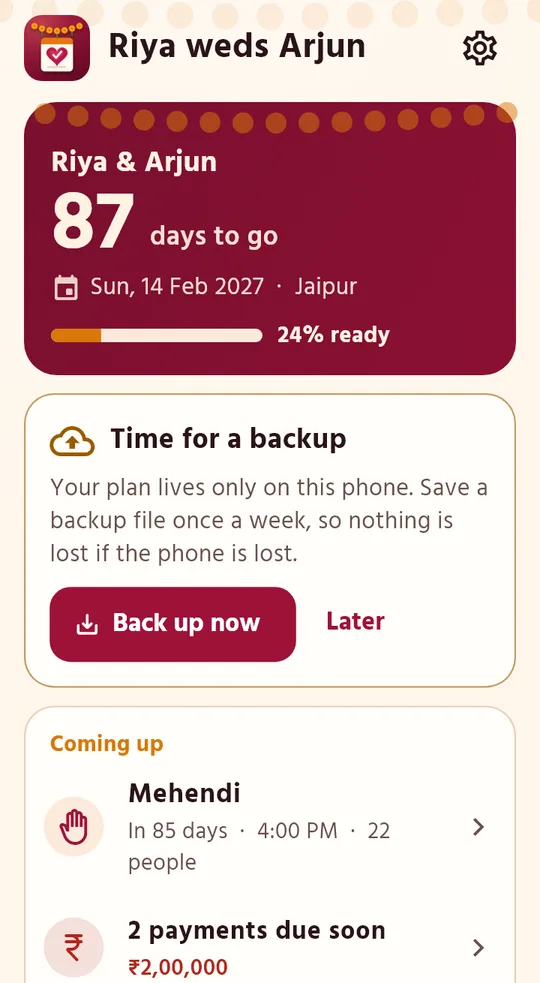 Riya weds Arjun
Riya & Arjun
87 days to go
Sun, 14 Feb 2027 · Jaipur
24% ready
Time for a backup
Your plan lives only on this phone. Save a
backup file once a week, so nothing is
lost if the phone is lost.
Back up now
Later
Coming up
Mehendi
In 85 days · 4:00 PM · 22
people
2 payments due soon
₹2,00,000